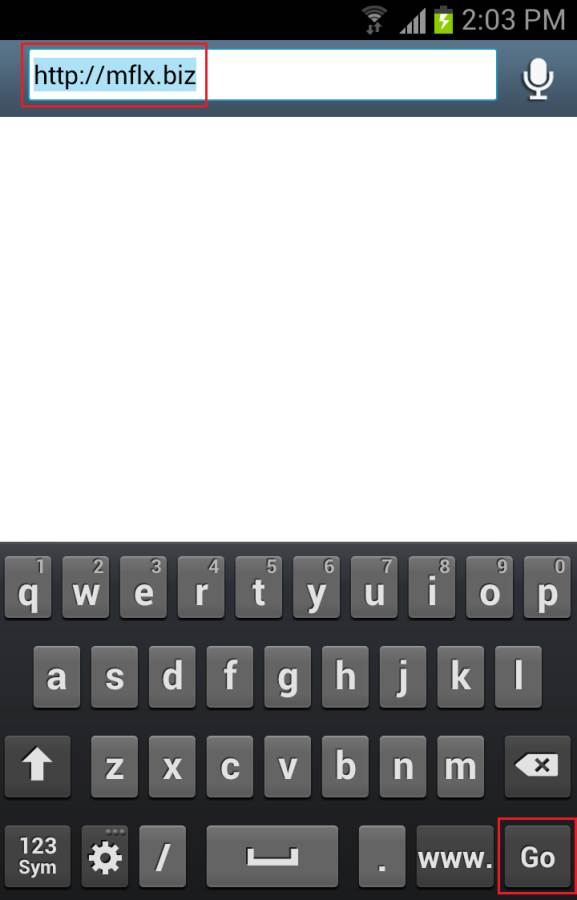 2:03 PM
http://mflx.biz
1 2 3 4 5 6 7 8 9 0
q w e r t y u i o p
a s d f g h j k l
z x c v b n m
123
Sym / . www. Go